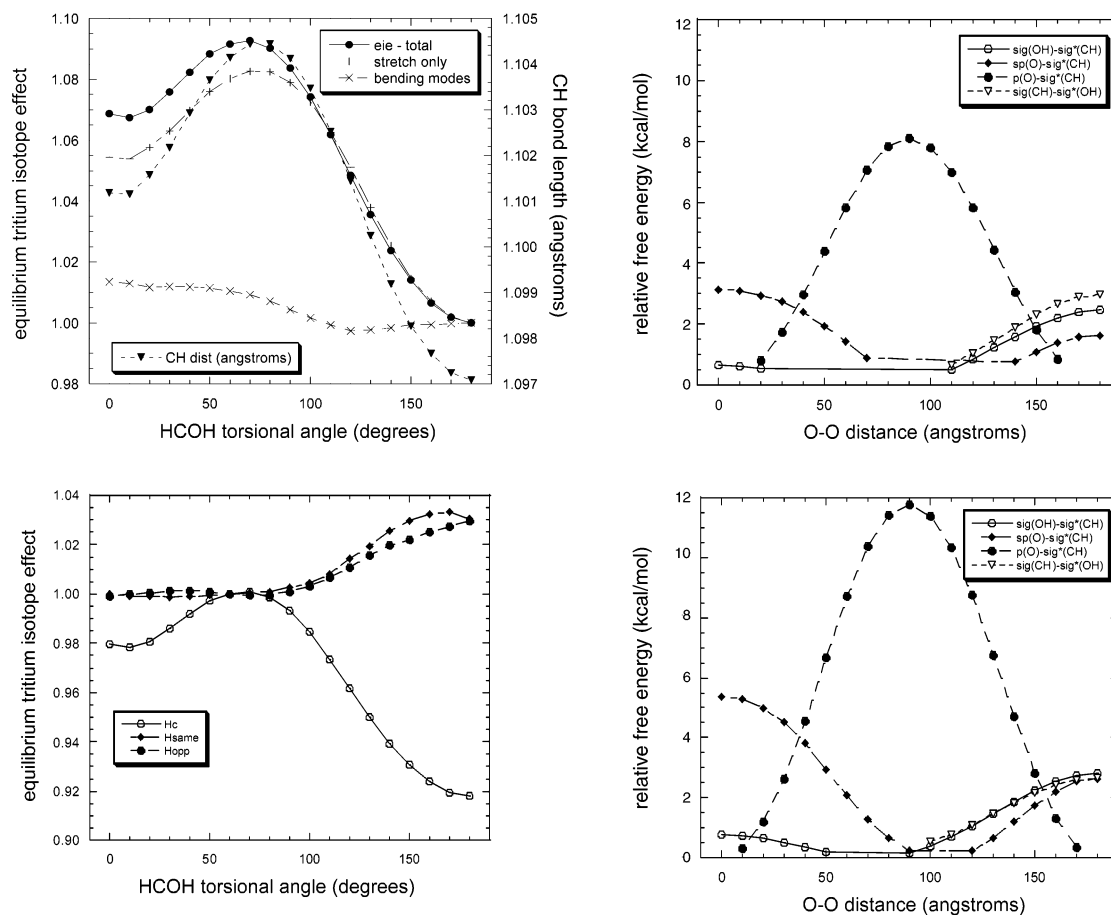 1.10
1.08
1.06
1.04
1.02
1.00
0.98
equilibrium tritium isotope effect
eie - total
stretch only
bending modes
CH dist (angstroms)
1.105
1.104
1.103
1.102
1.101
1.100
1.099
1.098
1.097
CH bond length (angstroms)
0 50 100 150
HCOH torsional angle (degrees)
12
10
8
6
4
2
0
relative free energy (kcal/mol)
sig(OH)-sig*(CH)
sp(O)-sig*(CH)
p(O)-sig*(CH)
sig(CH)-sig*(OH)
0 50 100 150
O-O distance (angstroms)
1.04
1.02
1.00
0.98
0.96
0.94
0.92
0.90
equilibrium tritium isotope effect
Hc
Hsame
Hopp
0 50 100 150
HCOH torsional angle (degrees)
12
10
8
6
4
2
0
relative free energy (kcal/mol)
sig(OH)-sig*(CH)
sp(O)-sig*(CH)
p(O)-sig*(CH)
sig(CH)-sig*(OH)
0 50 100 150
O-O distance (angstroms)